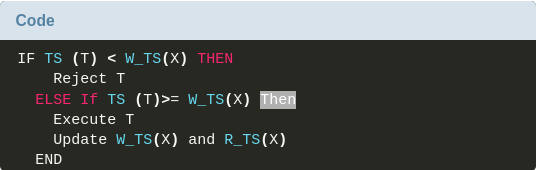 Code
IF TS (T) < W_TS(X) THEN
Reject T
ELSE If TS (T)>= W_TS(X) Then
Execute T
Update W_TS(X) and R_TS(X)
END